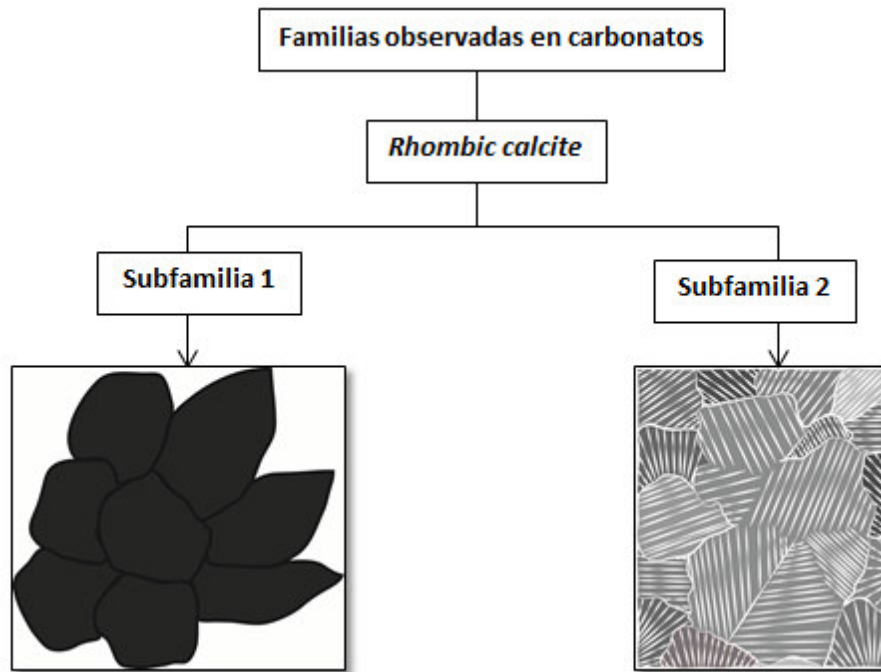 Familias observadas en carbonatos
Rhombic calcite
Subfamilia 1
Subfamilia 2